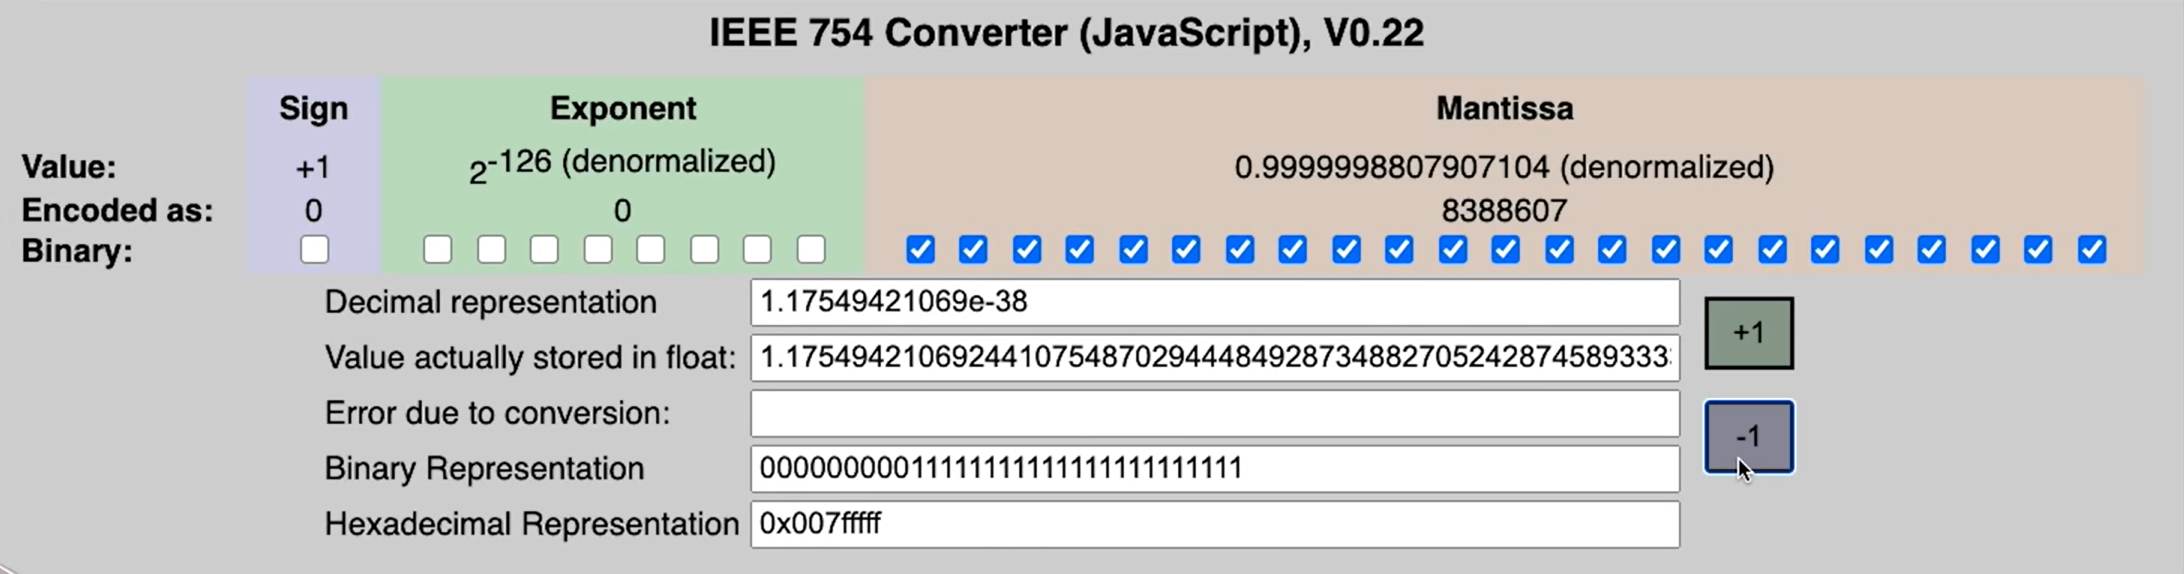 IEEE 754 Converter (JavaScript), V0.22
Sign Exponent Mantissa
Value: +1 2-126 (denormalized) 0.9999998807907104 (denormalized)
Encoded as: 0 0 8388607
Binary:
Decimal representation 1.17549421069e-38
+1
Value actually stored in float: 1.175494210692441075487029444849287348827052428745893333
Error due to conversion:
-1
Binary Representation 00000000011111111111111111111111
Hexadecimal Representation 0x007fffff